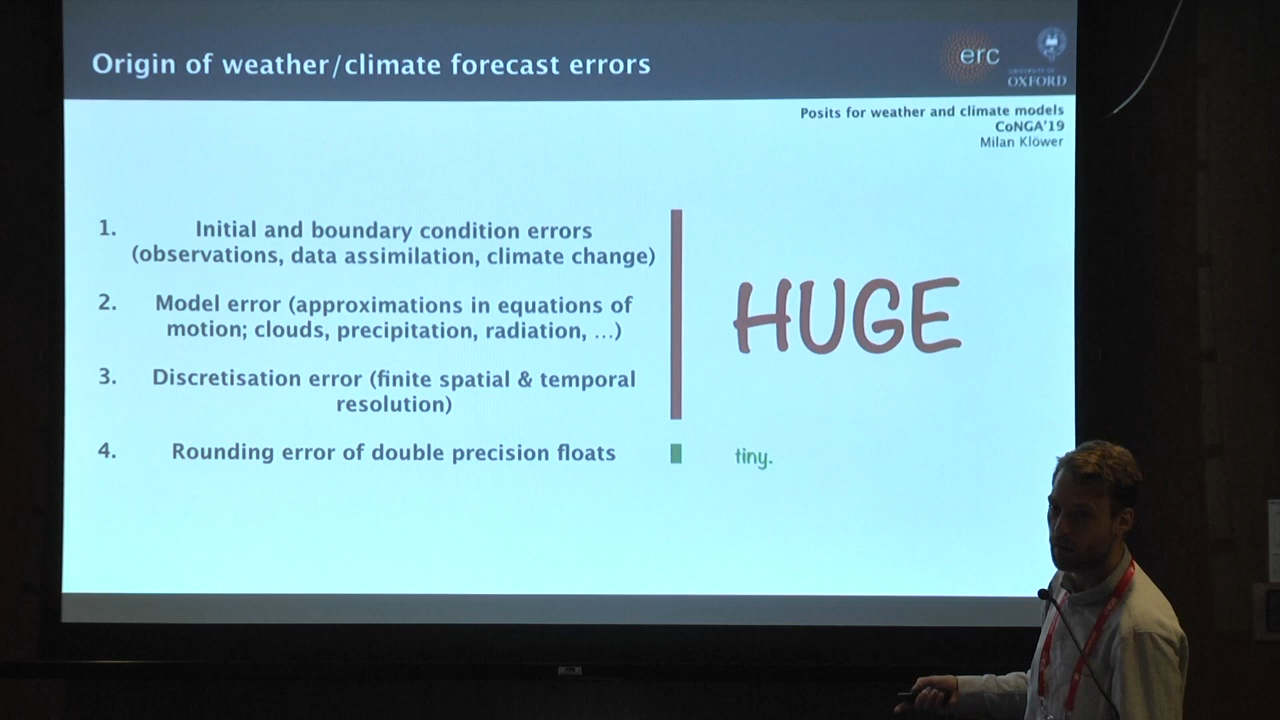 Origin of weather/climate forecast errors
erc
UNIVERSITY OF
OXFORD
Posits for weather and climate models
CoNGA'19
Milan Klöwer
1. Initial and boundary condition errors
(observations, data assimilation, climate change)
2. Model error (approximations in equations of
motion; clouds, precipitation, radiation, ...)
3. Discretisation error (finite spatial & temporal
resolution)
4. Rounding error of double precision floats
HUGE
tiny.